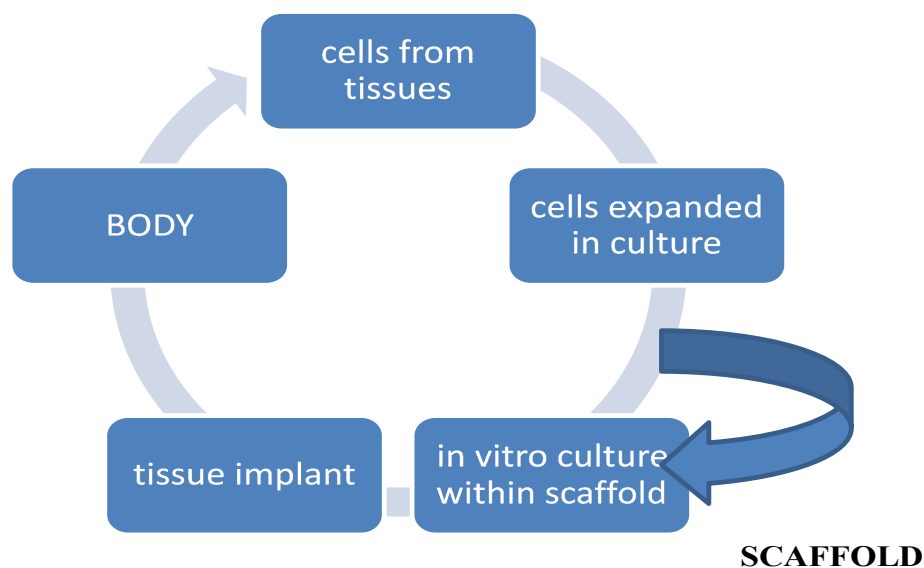 cells from
tissues
cells expanded
in culture
in vitro culture
within scaffold
tissue implant
BODY
SCAFFOLD